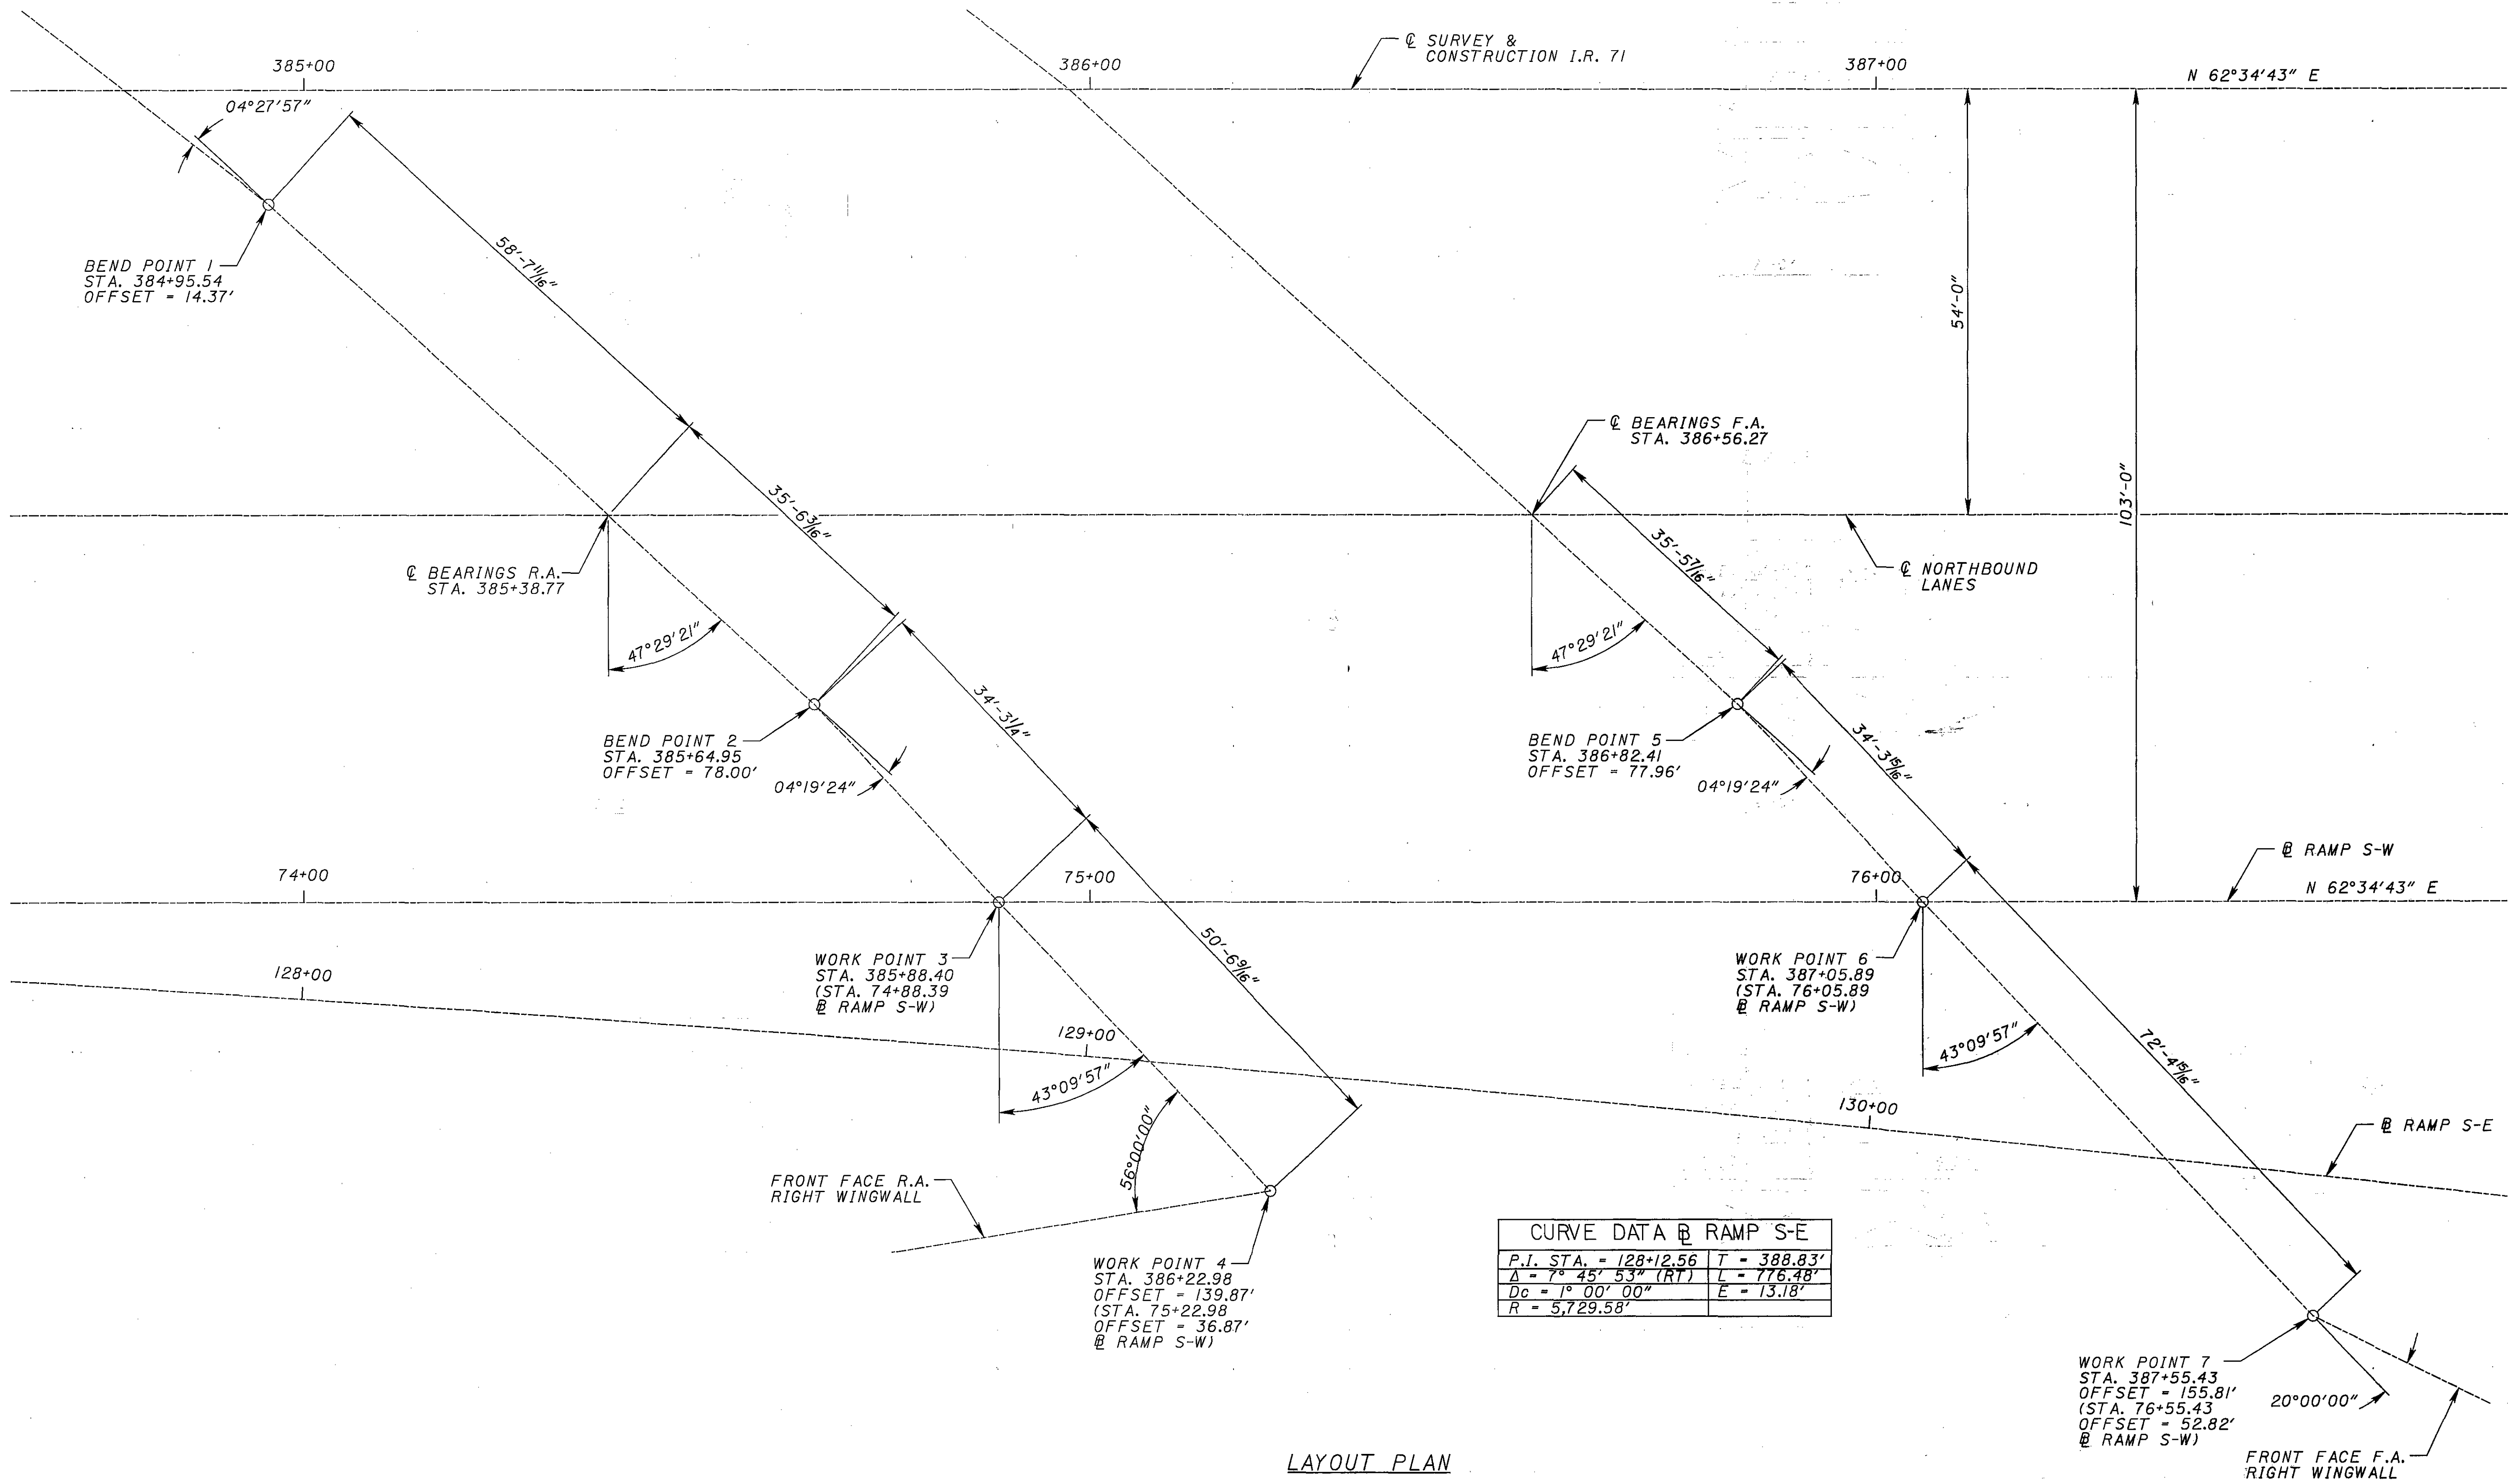 ℄ SURVEY &
CONSTRUCTION I.R. 71
385+00
386+00
387+00
N 62°34'43" E
04°27'57"
58'-7 11/16"
BEND POINT 1
STA. 384+95.54
OFFSET = 14.37'
54'-0"
103'-0"
℄ BEARINGS F.A.
STA. 386+56.27
35'-6 3/16"
35'-5 7/16"
℄ BEARINGS R.A.
STA. 385+38.77
℄ NORTHBOUND
LANES
47°29'21"
47°29'21"
34'-3 1/4"
34'-3 15/16"
BEND POINT 2
STA. 385+64.95
OFFSET = 78.00'
04°19'24"
BEND POINT 5
STA. 386+82.41
OFFSET = 77.96'
04°19'24"
℄ RAMP S-W
74+00
75+00
76+00
N 62°34'43" E
50'-6 9/16"
WORK POINT 3
STA. 385+88.40
(STA. 74+88.39
℄ RAMP S-W)
WORK POINT 6
STA. 387+05.89
(STA. 76+05.89
℄ RAMP S-W)
128+00
129+00
43°09'57"
43°09'57"
72'-4 15/16"
130+00
℄ RAMP S-E
56°00'00"
FRONT FACE R.A.
RIGHT WINGWALL
CURVE DATA ℄ RAMP S-E
P.I. STA. = 128+12.56 T = 388.83'
Δ = 7° 45' 53" (RT) L = 776.48'
Dc = 1° 00' 00" E = 13.18'
R = 5,729.58'
WORK POINT 4
STA. 386+22.98
OFFSET = 139.87'
(STA. 75+22.98
OFFSET = 36.87'
℄ RAMP S-W)
WORK POINT 7
STA. 387+55.43
OFFSET = 155.81'
(STA. 76+55.43
OFFSET = 52.82'
℄ RAMP S-W)
20°00'00"
FRONT FACE F.A.
RIGHT WINGWALL
LAYOUT PLAN